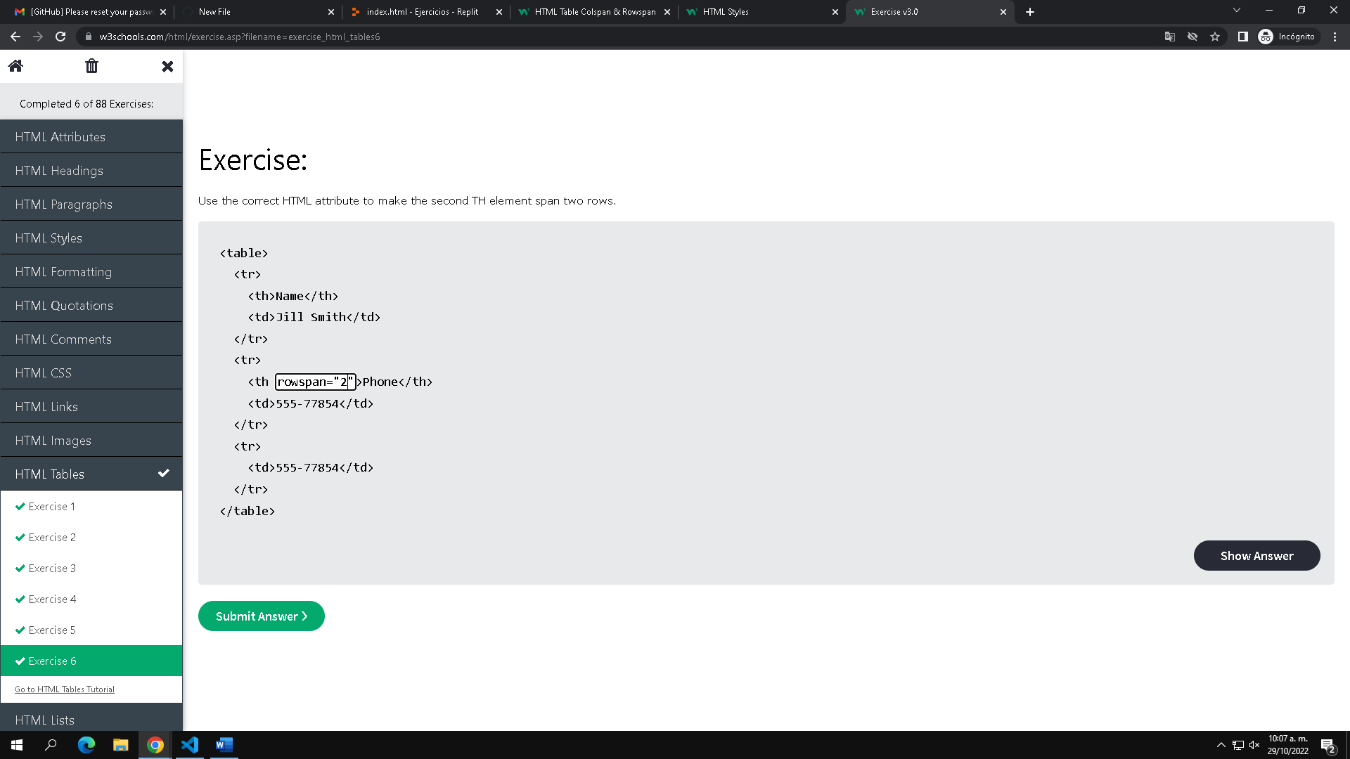 [GitHub] Please reset your passw
New File
index.html - Ejercicios - Replit
HTML Table Colspan & Rowspan
HTML Styles
Exercise v3.0
w3schools.com/html/exercise.asp?filename=exercise_html_tables6
Incógnito
Completed 6 of 88 Exercises:
HTML Attributes
HTML Headings
HTML Paragraphs
HTML Styles
HTML Formatting
HTML Quotations
HTML Comments
HTML CSS
HTML Links
HTML Images
HTML Tables
Exercise 1
Exercise 2
Exercise 3
Exercise 4
Exercise 5
Exercise 6
Go to HTML Tables Tutorial
HTML Lists
Exercise:
Use the correct HTML attribute to make the second TH element span two rows.
<table>
<tr>
<th>Name</th>
<td>Jill Smith</td>
</tr>
<tr>
<th rowspan="2">Phone</th>
<td>555-77854</td>
</tr>
<tr>
<td>555-77854</td>
</tr>
</table>
Show Answer
Submit Answer ❯
10:07 a. m.
29/10/2022
2